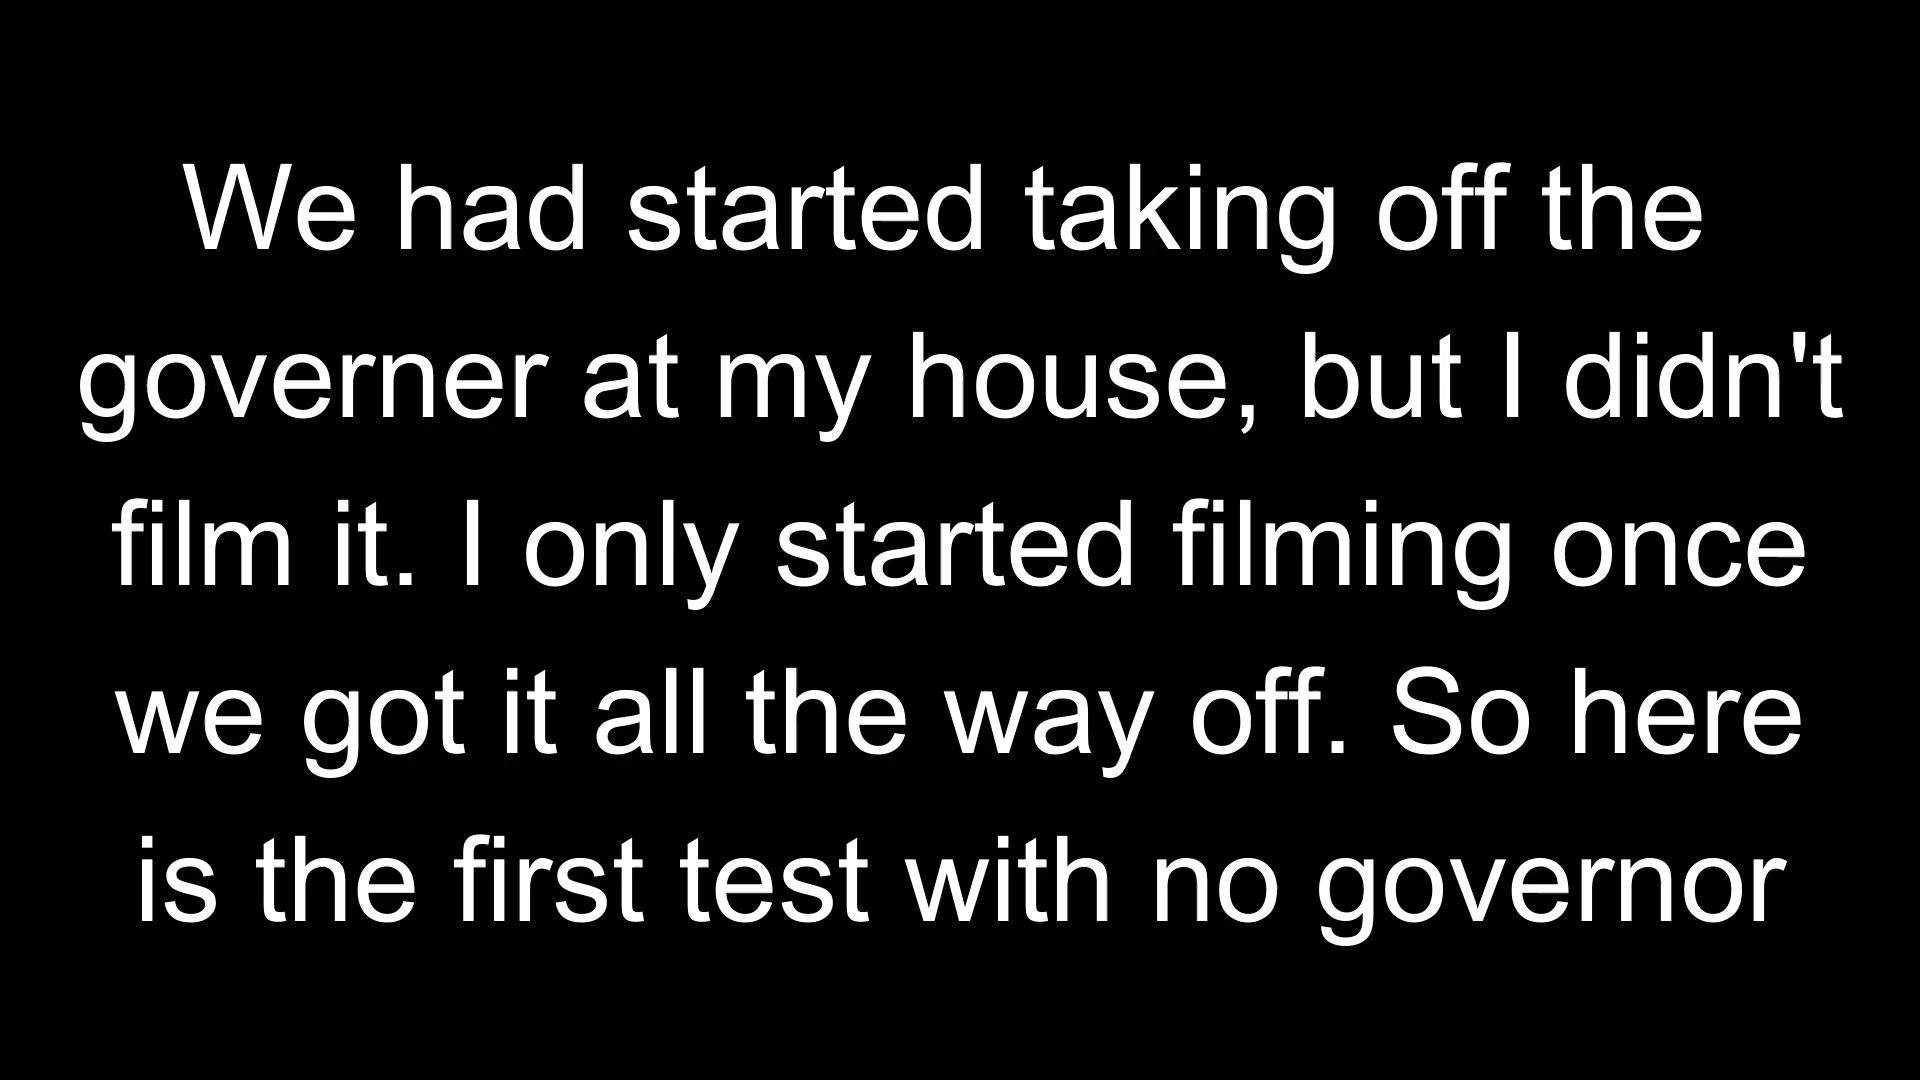 We had started taking off the
governer at my house, but I didn't
film it. I only started filming once
we got it all the way off. So here
is the first test with no governor